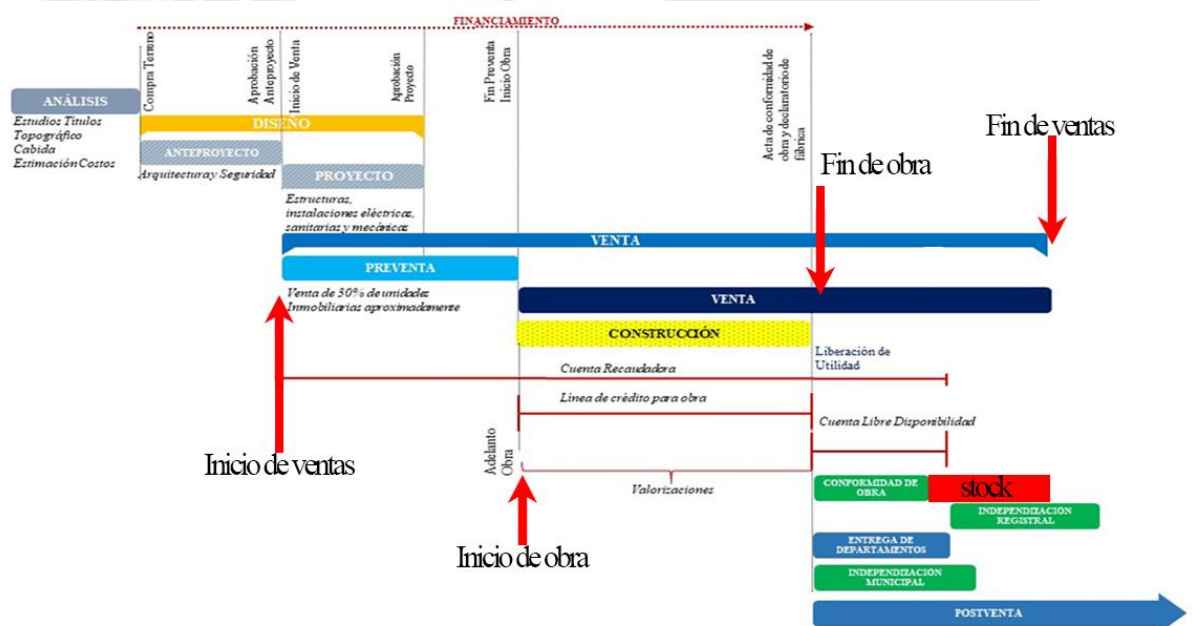 FINANCIAMIENTO
Compra Terreno
Aprobación
Anteproyecto
Inicio de Venta
Aprobación
Proyecto
Fin Preventa
Inicio Obra
Acta de conformidad de
obra y declaratorio de
fábrica
ANÁLISIS
Estudios Titulos
Topográfico
Cabida
Estimación Costos
DISEÑO
ANTEPROYECTO
Arquitectura y Seguridad
PROYECTO
Estructuras,
instalaciones eléctricas,
sanitarias y mecánicas
Fin de ventas
Fin de obra
VENTA
PREVENTA
Venta de 30% de unidades
Inmobiliarias aproximadamente
VENTA
CONSTRUCCIÓN
Liberación de
Utilidad
Cuenta Recaudadora
Línea de crédito para obra
Cuenta Libre Disponibilidad
Inicio de ventas
Adelanto
Obra
Valorizaciones
Inicio de obra
CONFORMIDAD DE
OBRA
stock
INDEPENDIZACIÓN
REGISTRAL
ENTREGA DE
DEPARTAMENTOS
INDEPENDIZACIÓN
MUNICIPAL
POSTVENTA